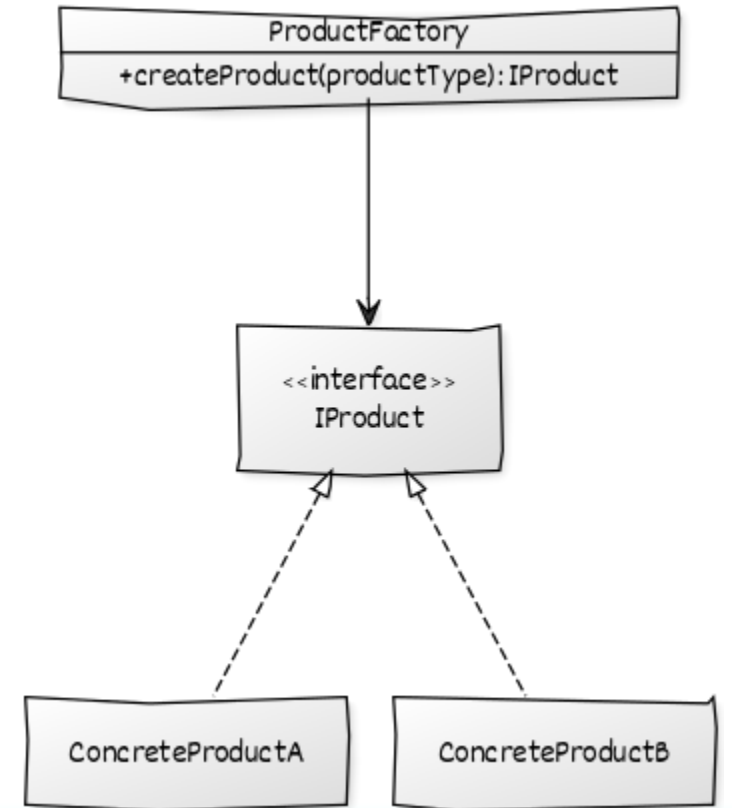 ProductFactory
+createProduct(productType):IProduct
<<interface>>
IProduct
ConcreteProductA
ConcreteProductB